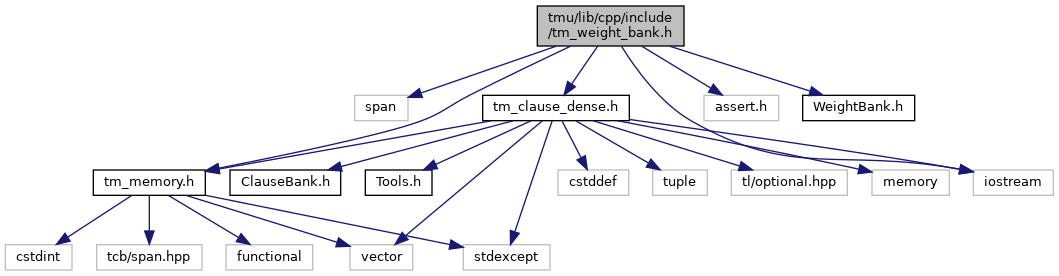 tmu/lib/cpp/include
/tm_weight_bank.h
span
tm_clause_dense.h
assert.h
WeightBank.h
tm_memory.h
ClauseBank.h
Tools.h
cstddef
tuple
tl/optional.hpp
memory
iostream
cstdint
tcb/span.hpp
functional
vector
stdexcept